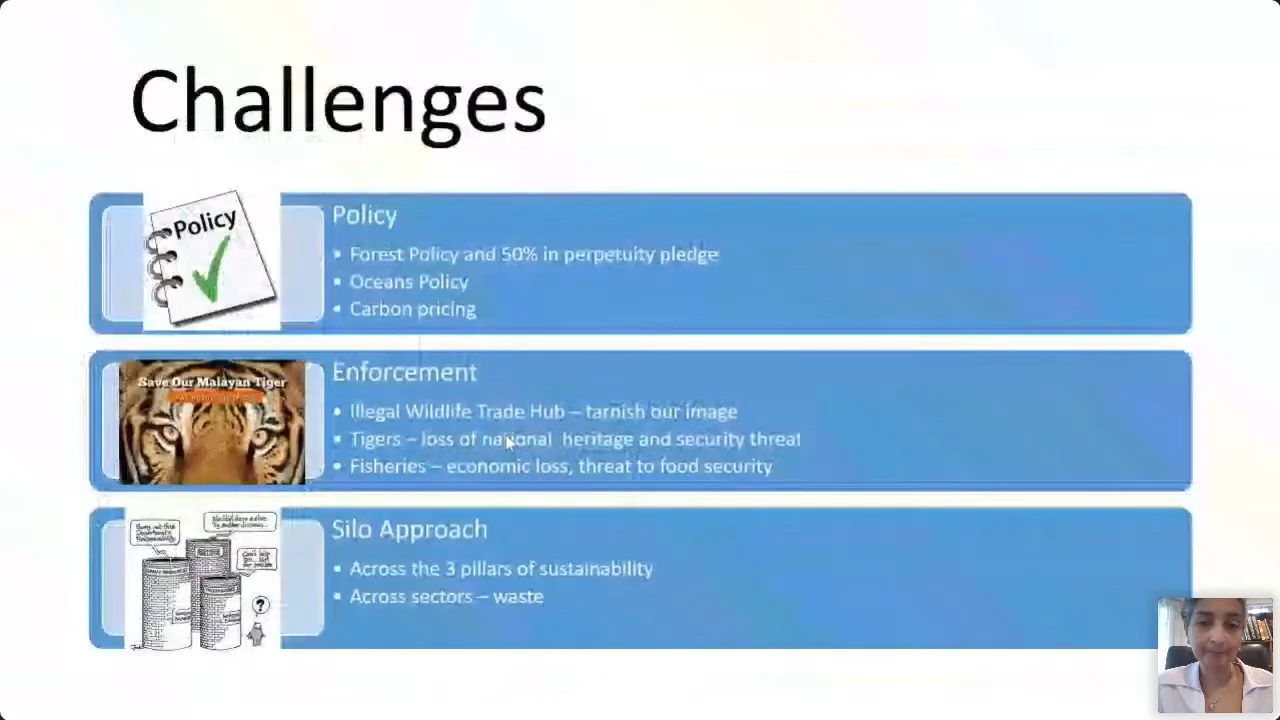 Challenges
Policy
Policy
• Forest Policy and 50% in perpetuity pledge
• Oceans Policy
• Carbon pricing
Save Our Malayan Tiger
Enforcement
• Illegal Wildlife Trade Hub – tarnish our image
• Tigers – loss of national heritage and security threat
• Fisheries – economic loss, threat to food security
Silo Approach
• Across the 3 pillars of sustainability
• Across sectors – waste
?